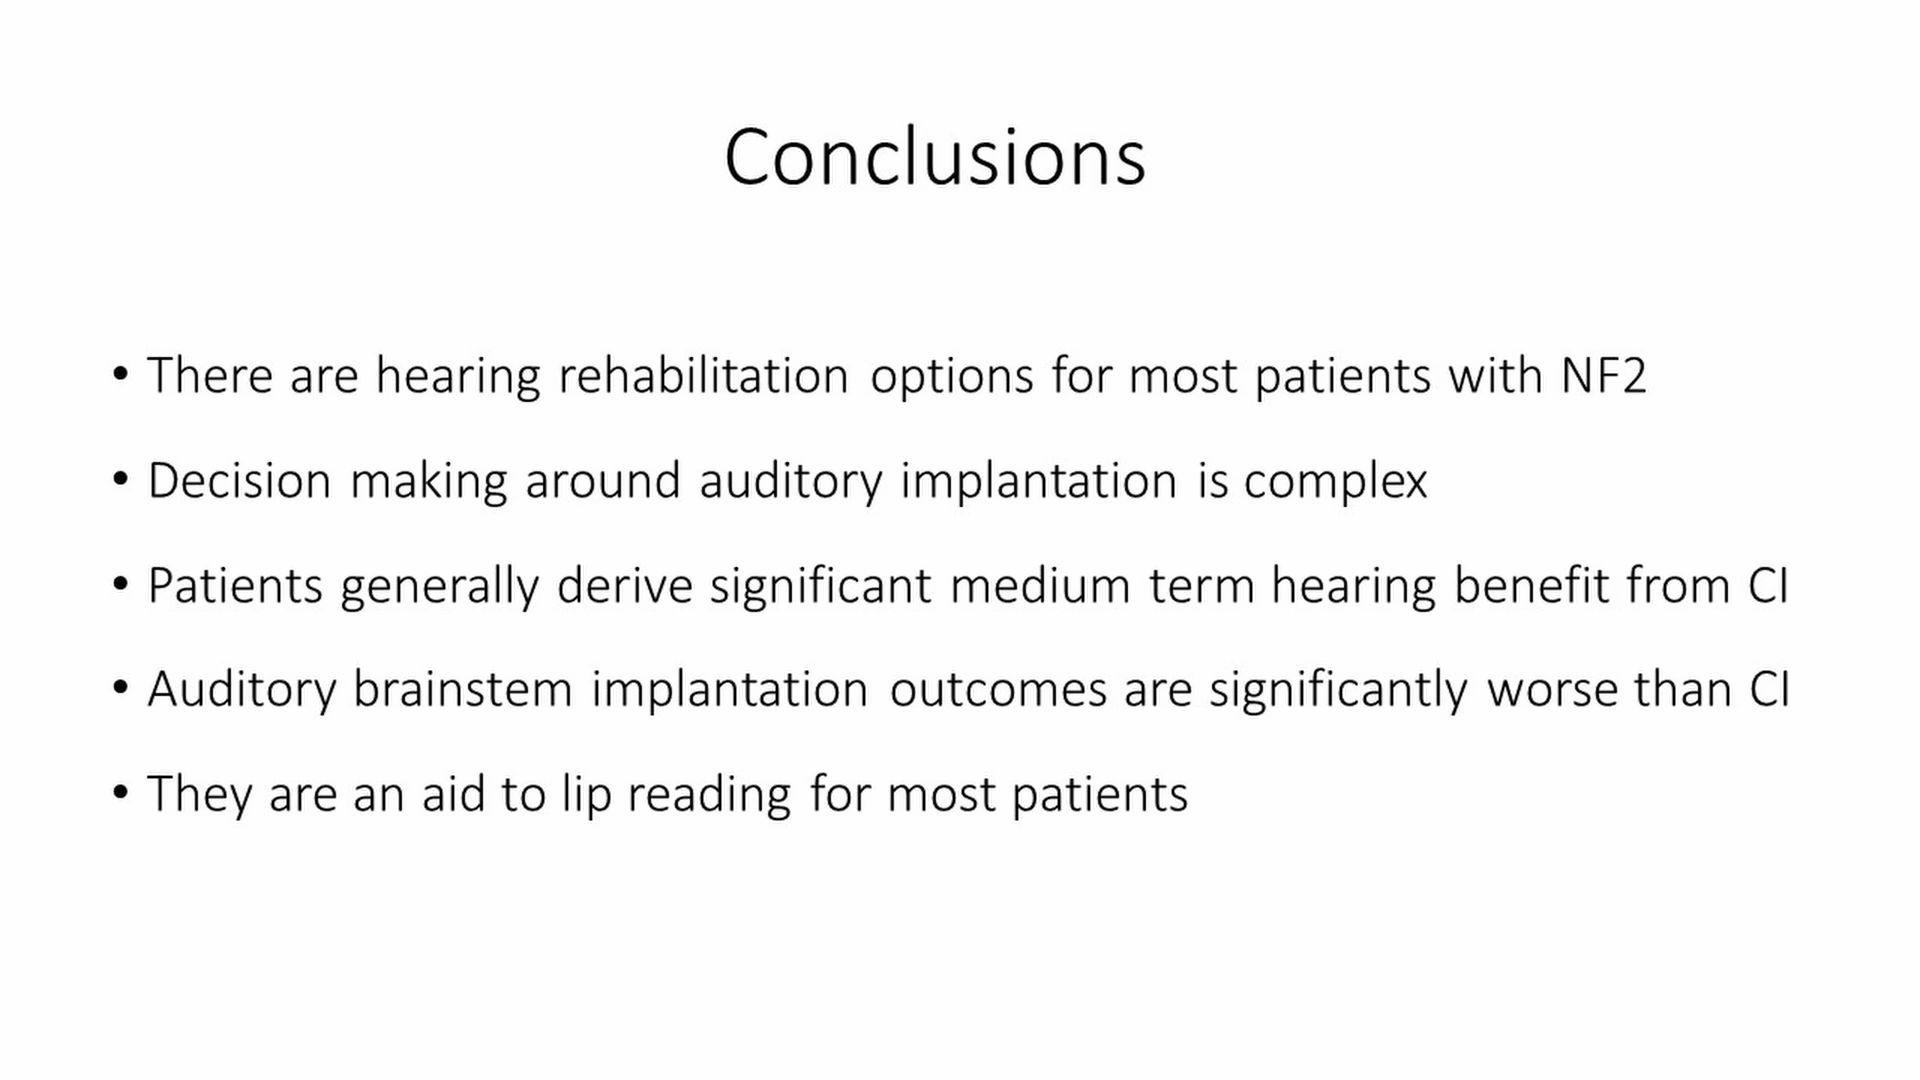 Conclusions
• There are hearing rehabilitation options for most patients with NF2
• Decision making around auditory implantation is complex
• Patients generally derive significant medium term hearing benefit from CI
• Auditory brainstem implantation outcomes are significantly worse than CI
• They are an aid to lip reading for most patients